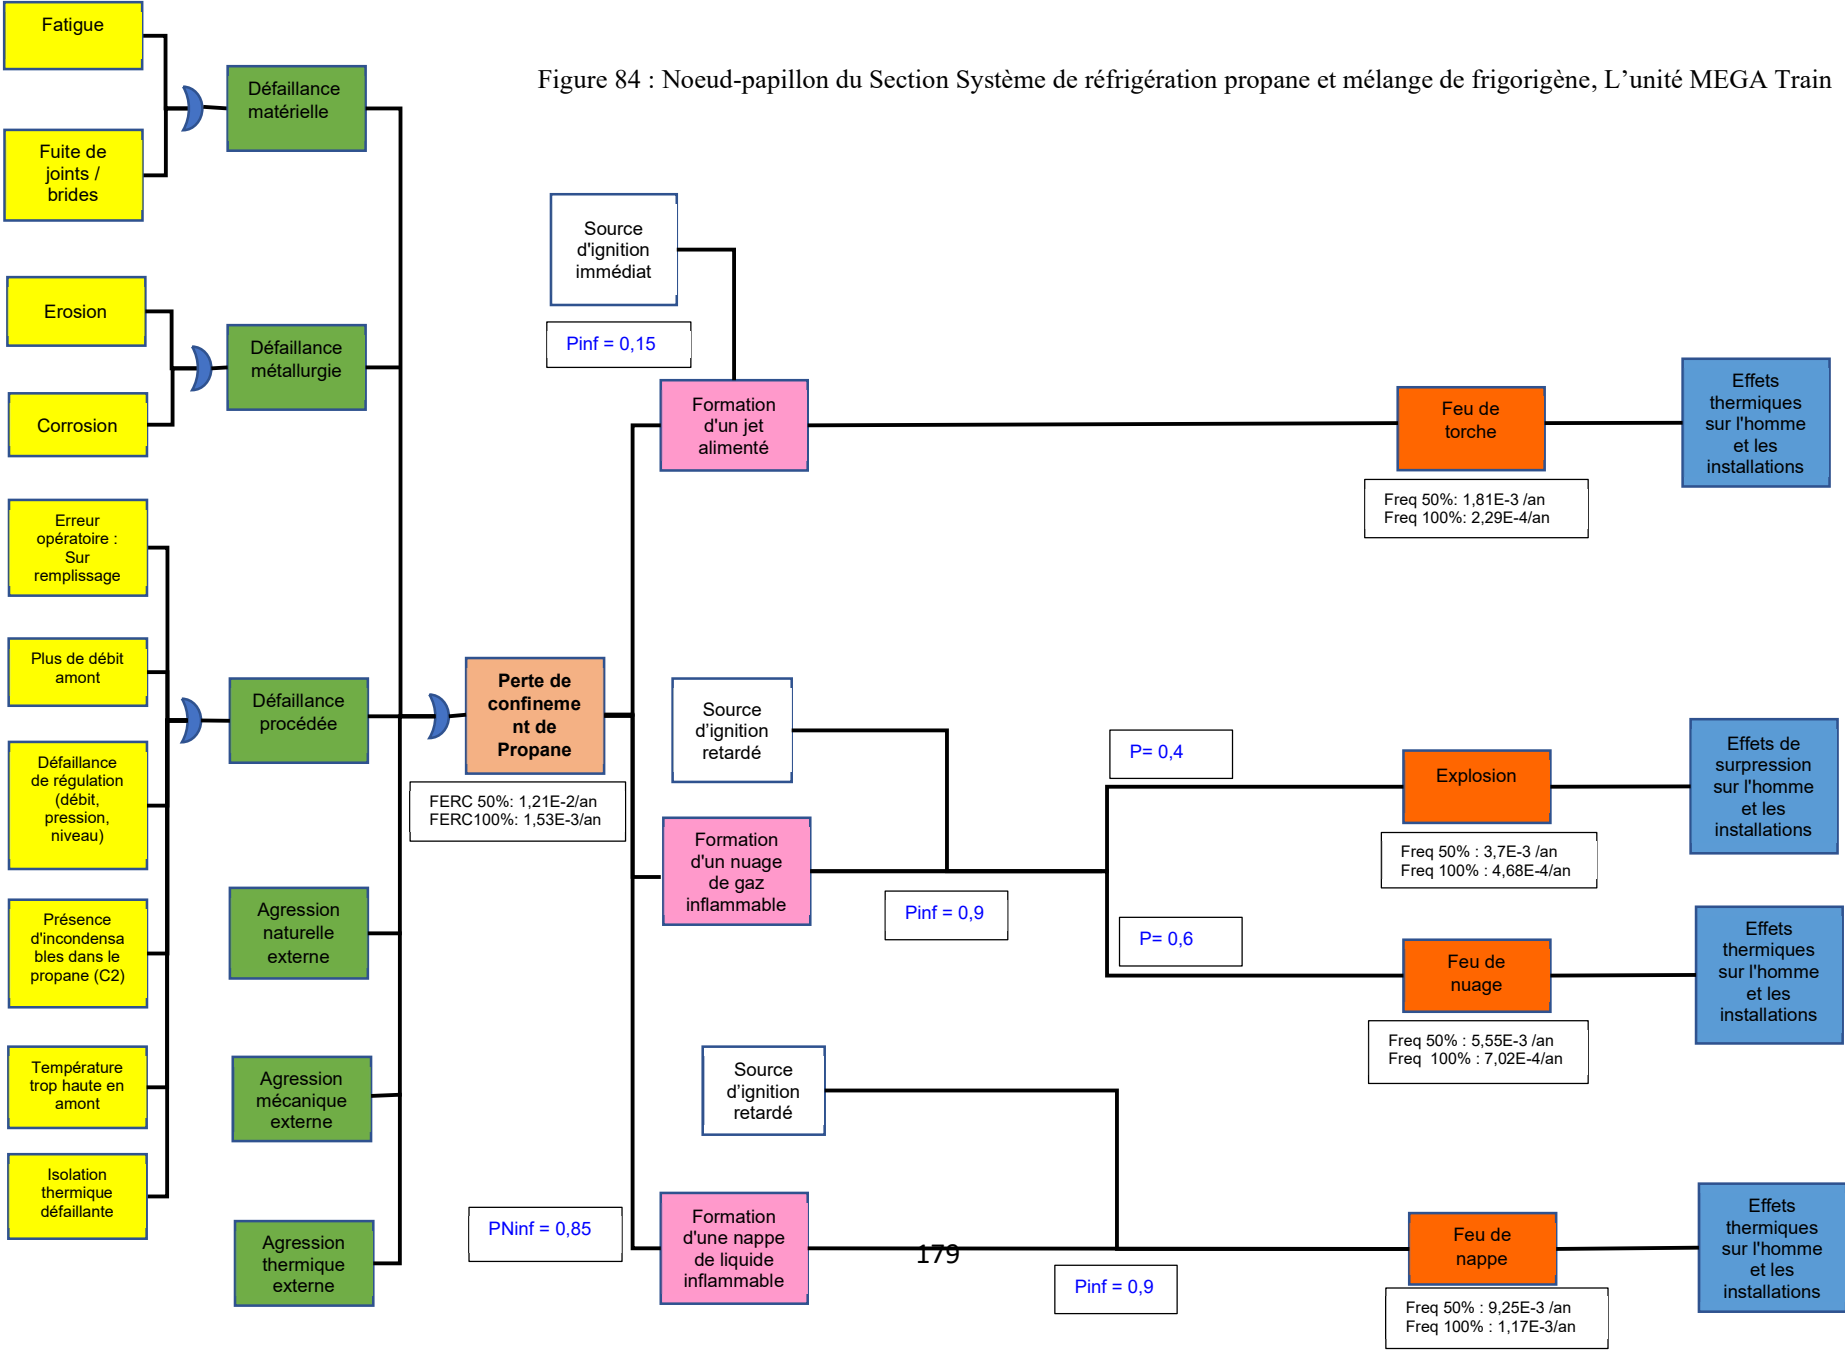 Figure 84 : Noeud-papillon du Section Système de réfrigération propane et mélange de frigorigène, L’unité MEGA Train
Fatigue
Fuite de
joints /
brides
Erosion
Corrosion
Erreur
opératoire :
Sur
remplissage
Plus de débit
amont
Défaillance
de régulation
(débit,
pression,
niveau)
Présence
d'incondensa
bles dans le
propane (C2)
Température
trop haute en
amont
Isolation
thermique
défaillante
Défaillance
matérielle
Défaillance
métallurgie
Défaillance
procédée
Agression
naturelle
externe
Agression
mécanique
externe
Agression
thermique
externe
Perte de
confineme
nt de
Propane
FERC 50%: 1,21E-2/an
FERC100%: 1,53E-3/an
Source
d'ignition
immédiat
Pinf = 0,15
Formation
d'un jet
alimenté
Feu de
torche
Freq 50%: 1,81E-3 /an
Freq 100%: 2,29E-4/an
Effets
thermiques
sur l'homme
et les
installations
Source
d’ignition
retardé
Formation
d'un nuage
de gaz
inflammable
Pinf = 0,9
P= 0,4
Explosion
Freq 50% : 3,7E-3 /an
Freq 100% : 4,68E-4/an
Effets de
surpression
sur l'homme
et les
installations
P= 0,6
Feu de
nuage
Freq 50% : 5,55E-3 /an
Freq  100% : 7,02E-4/an
Effets
thermiques
sur l'homme
et les
installations
Source
d’ignition
retardé
PNinf = 0,85
Formation
d'une nappe
de liquide
inflammable
179
Pinf = 0,9
Feu de
nappe
Freq 50% : 9,25E-3 /an
Freq 100% : 1,17E-3/an
Effets
thermiques
sur l'homme
et les
installations